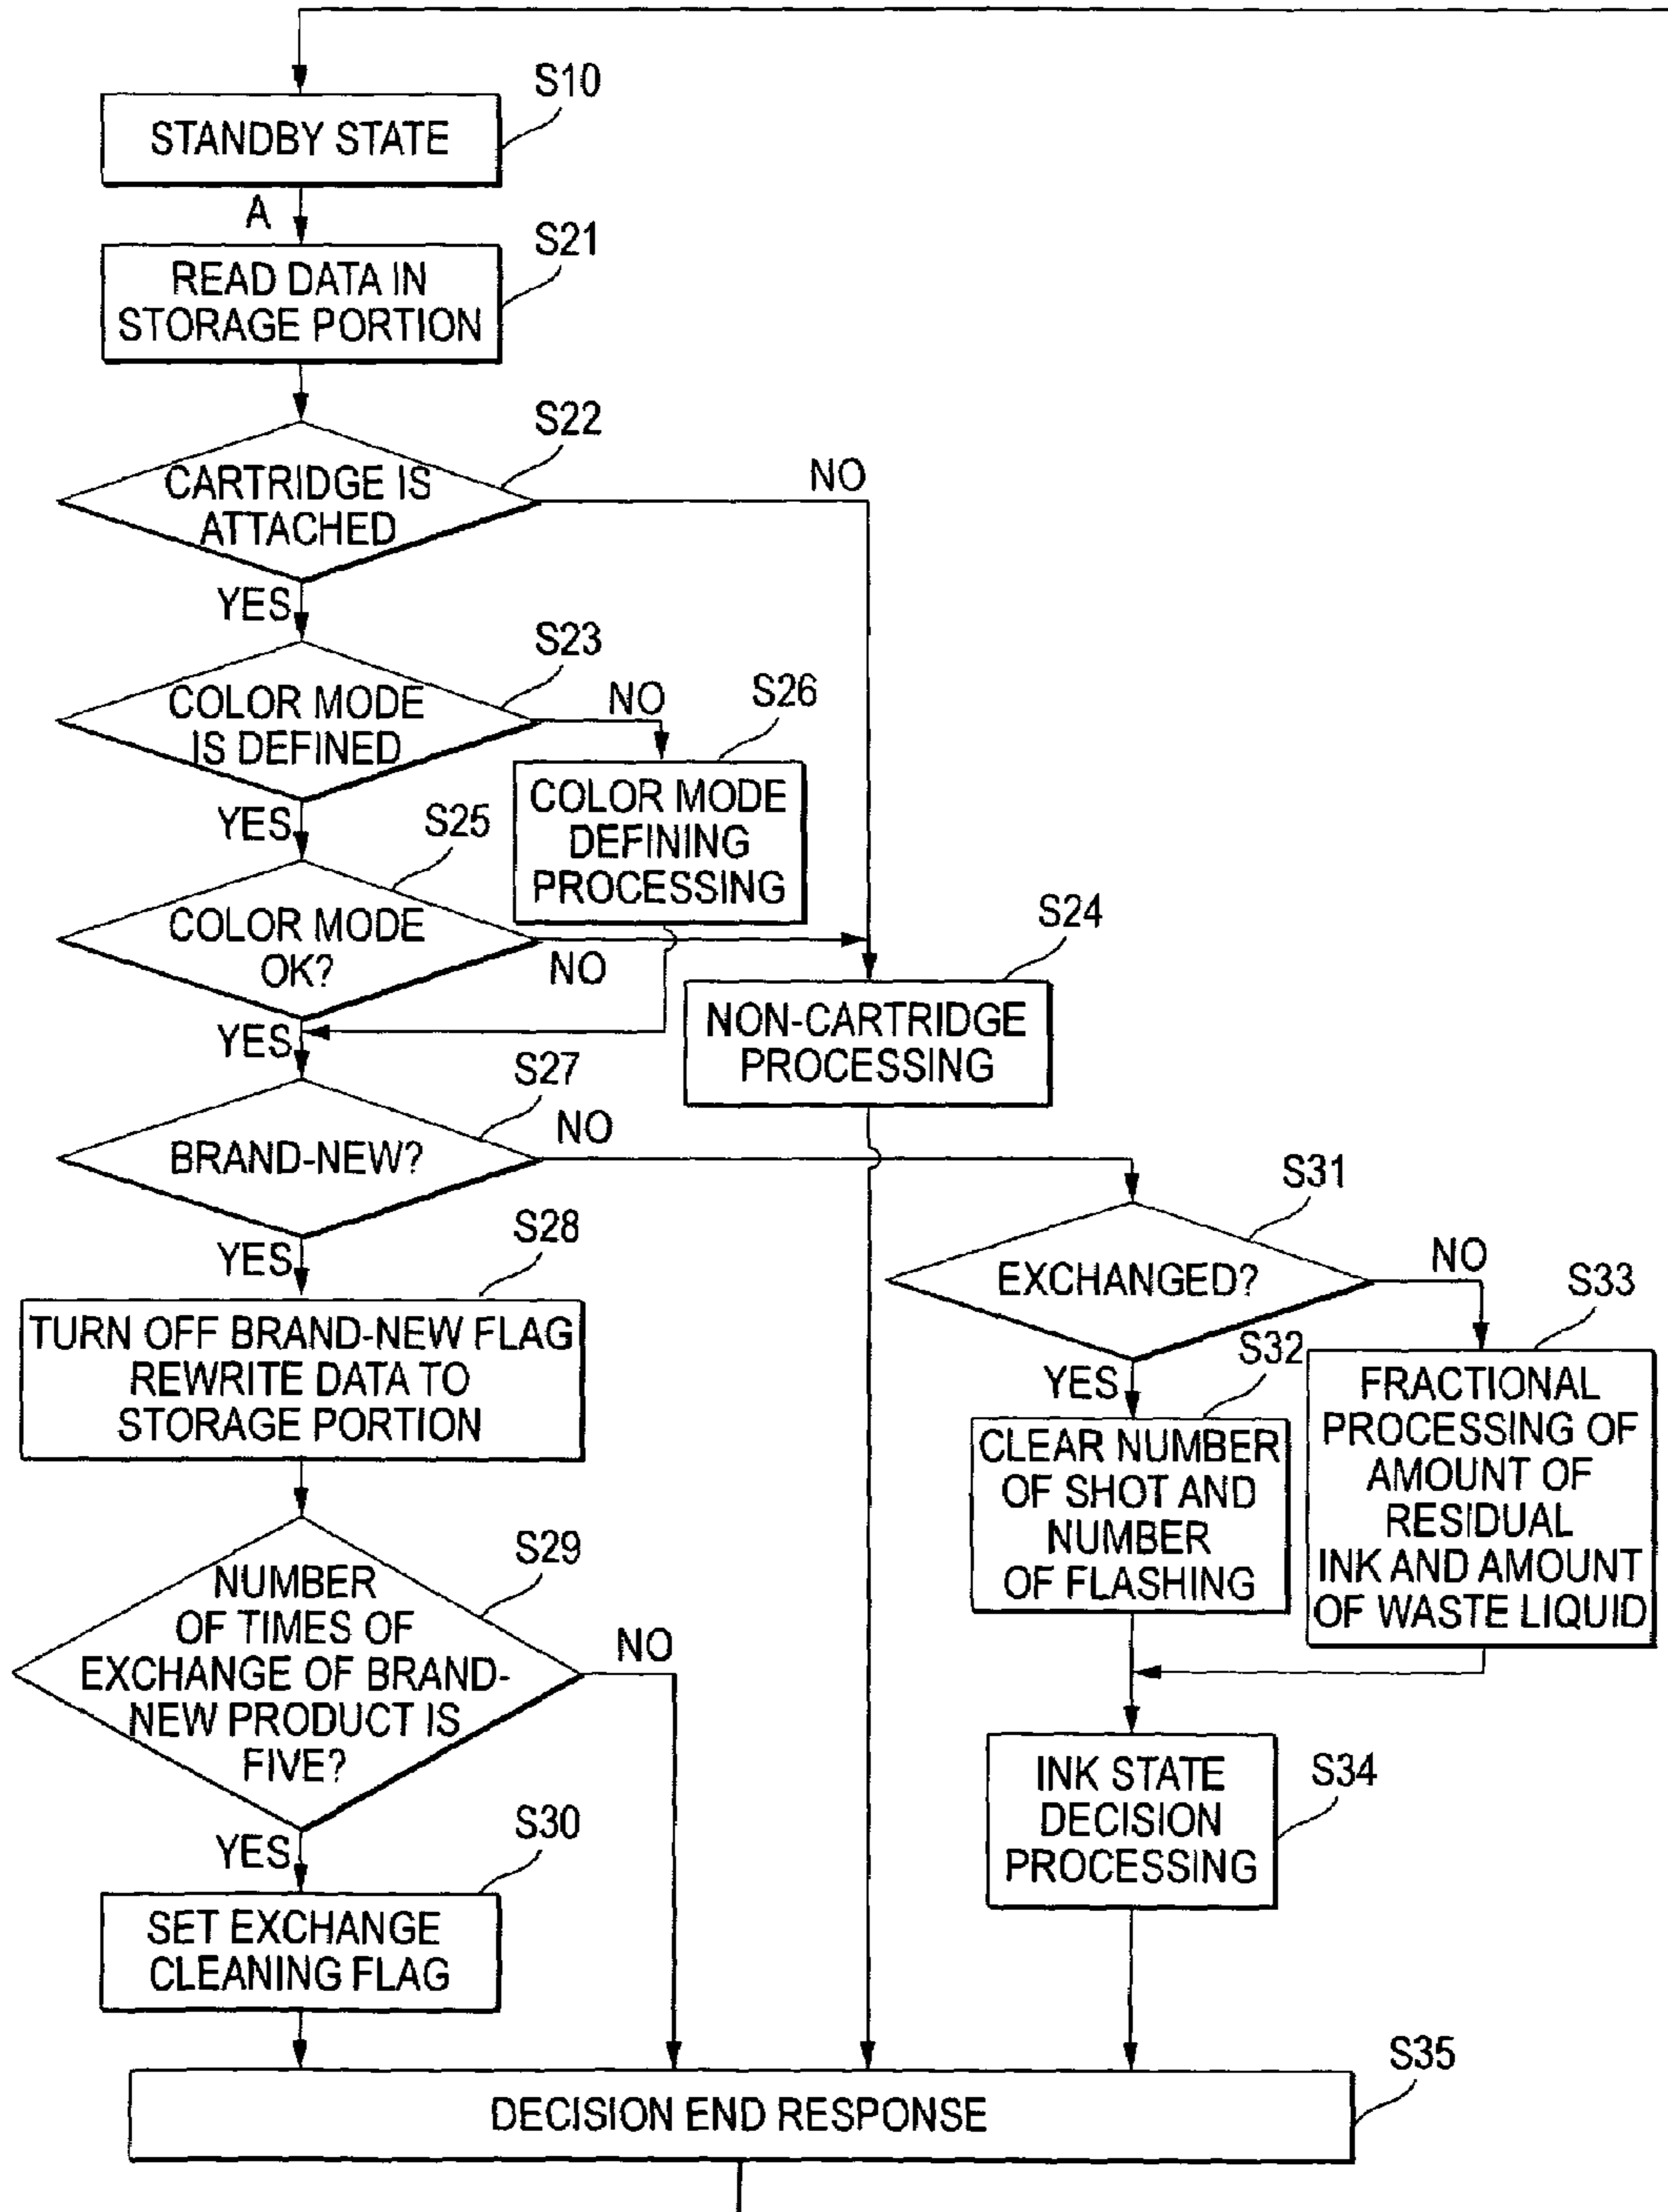 S10
STANDBY STATE
A
S21
READ DATA IN
STORAGE PORTION
S22
CARTRIDGE IS
ATTACHED
NO
YES
S23
COLOR MODE
IS DEFINED
NO
S26
COLOR MODE
DEFINING
PROCESSING
YES
S25
COLOR MODE
OK?
NO
S24
NON-CARTRIDGE
PROCESSING
YES
S27
BRAND-NEW?
NO
S31
EXCHANGED?
NO
S33
FRACTIONAL
PROCESSING OF
AMOUNT OF
RESIDUAL
INK AND AMOUNT
OF WASTE LIQUID
YES
S32
CLEAR NUMBER
OF SHOT AND
NUMBER
OF FLASHING
YES
S28
TURN OFF BRAND-NEW FLAG
REWRITE DATA TO
STORAGE PORTION
S29
NUMBER
OF TIMES OF
EXCHANGE OF BRAND-
NEW PRODUCT IS
FIVE?
NO
S34
INK STATE
DECISION
PROCESSING
YES
S30
SET EXCHANGE
CLEANING FLAG
S35
DECISION END RESPONSE